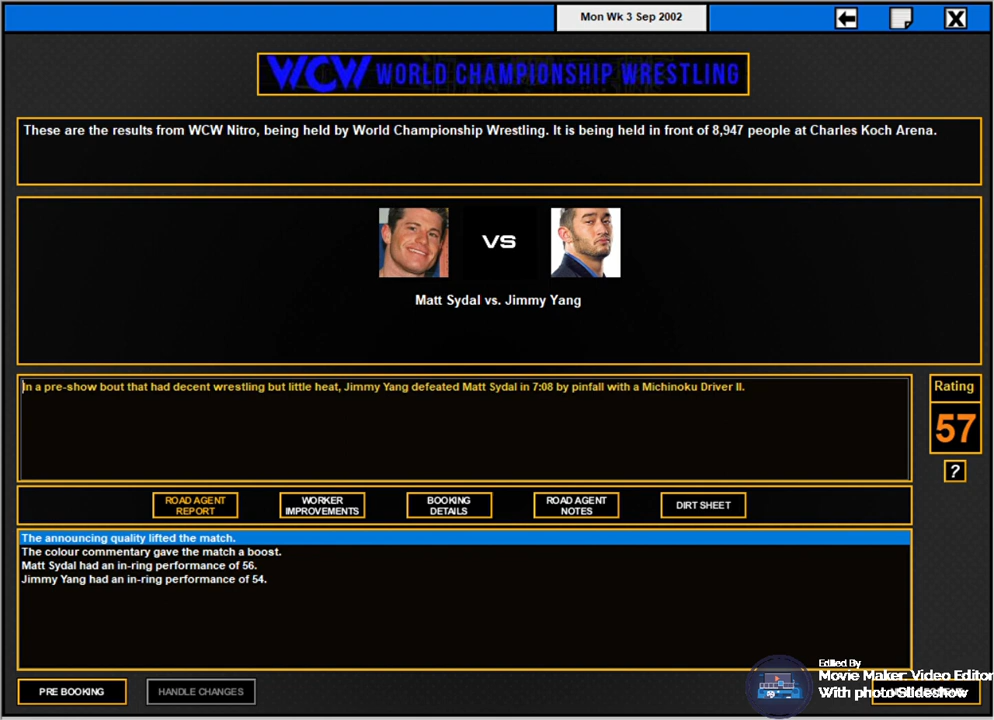 Mon Wk 3 Sep 2002
WCW WORLD CHAMPIONSHIP WRESTLING
These are the results from WCW Nitro, being held by World Championship Wrestling. It is being held in front of 8,947 people at Charles Koch Arena.
VS
Matt Sydal vs. Jimmy Yang
In a pre-show bout that had decent wrestling but little heat, Jimmy Yang defeated Matt Sydal in 7:08 by pinfall with a Michinoku Driver II.
Rating
57
?
ROAD AGENT
REPORT
WORKER
IMPROVEMENTS
BOOKING
DETAILS
ROAD AGENT
NOTES
DIRT SHEET
The announcing quality lifted the match.
The colour commentary gave the match a boost.
Matt Sydal had an in-ring performance of 56.
Jimmy Yang had an in-ring performance of 54.
PRE BOOKING
HANDLE CHANGES
Edited By
Movie Maker: Video Editor
With photo Slideshow